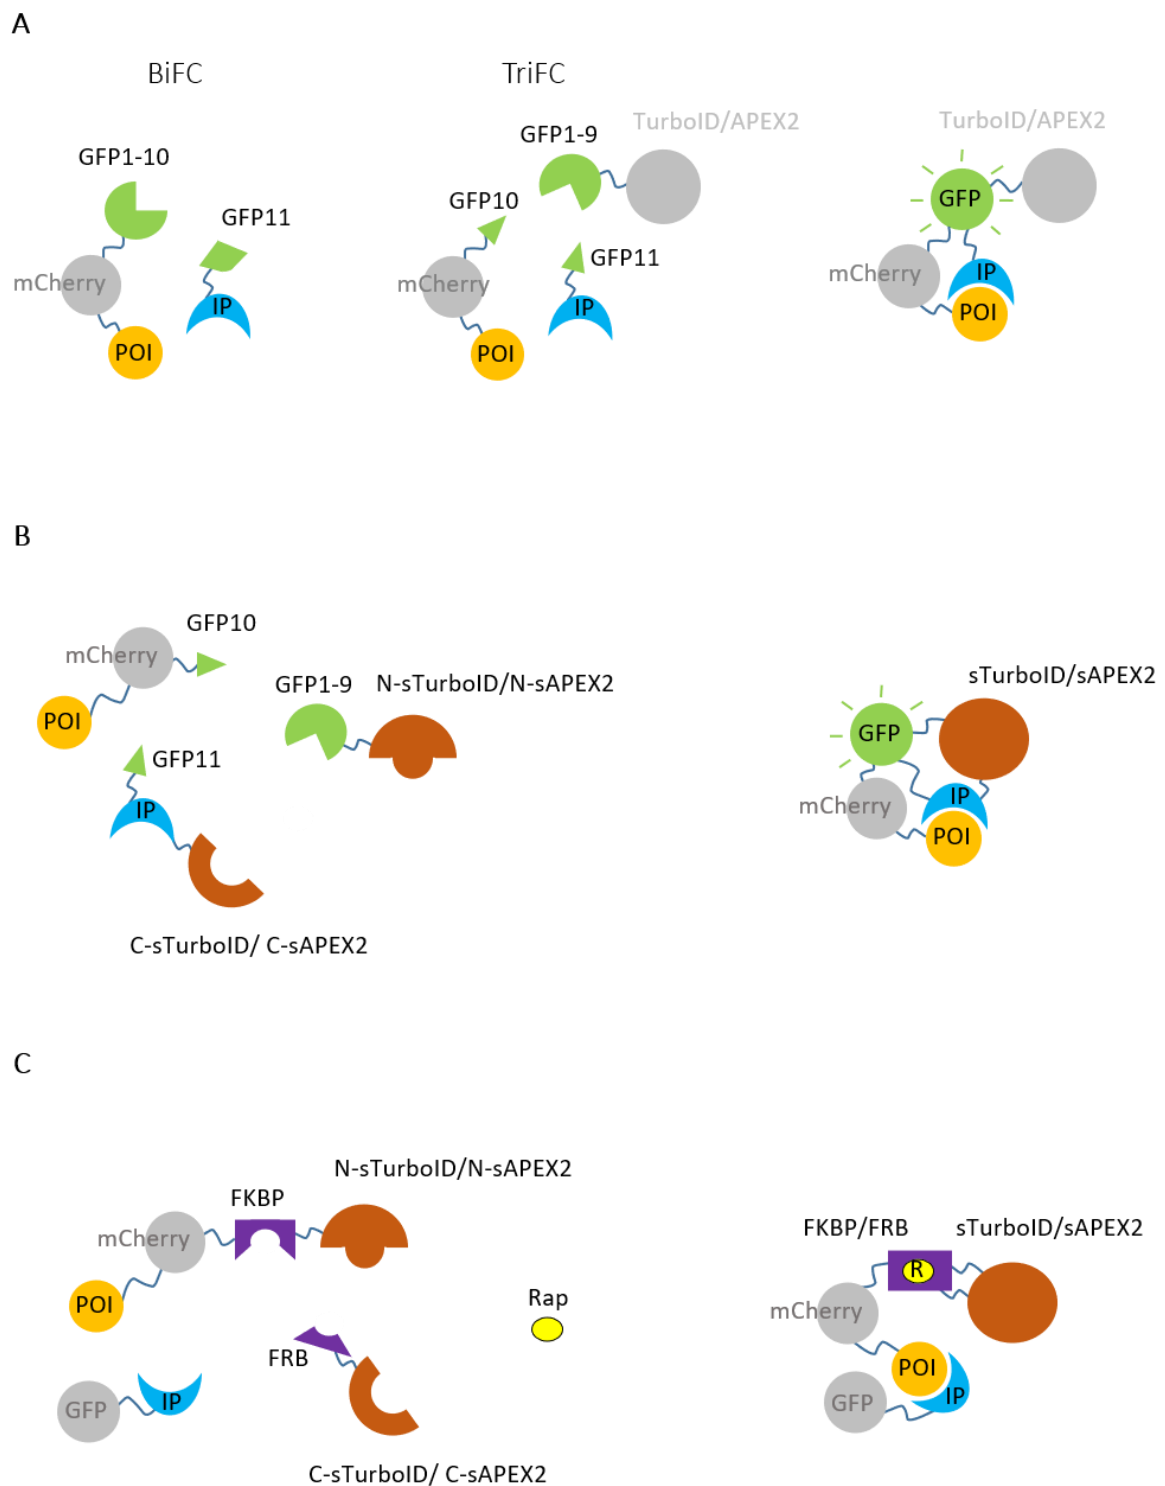 A
BiFC
TriFC
TurboID/APEX2
TurboID/APEX2
GFP1-9
GFP1-10
GFP10
GFP
GFP11
GFP11
mCherry
mCherry
mCherry
IP
IP
IP
POI
POI
POI
B
GFP10
mCherry
GFP1-9
N-sTurboID/N-sAPEX2
sTurboID/sAPEX2
POI
GFP
GFP11
IP
IP
mCherry
POI
C-sTurboID/ C-sAPEX2
C
N-sTurboID/N-sAPEX2
FKBP
mCherry
FKBP/FRB
sTurboID/sAPEX2
R
POI
Rap
mCherry
FRB
POI
GFP
IP
GFP
IP
C-sTurboID/ C-sAPEX2